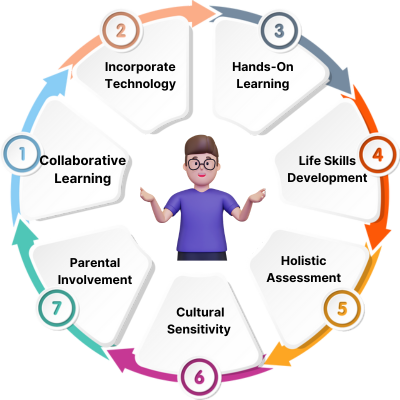 1
Collaborative
Learning
2
Incorporate
Technology
3
Hands-On
Learning
4
Life Skills
Development
5
Holistic
Assessment
6
Cultural
Sensitivity
7
Parental
Involvement